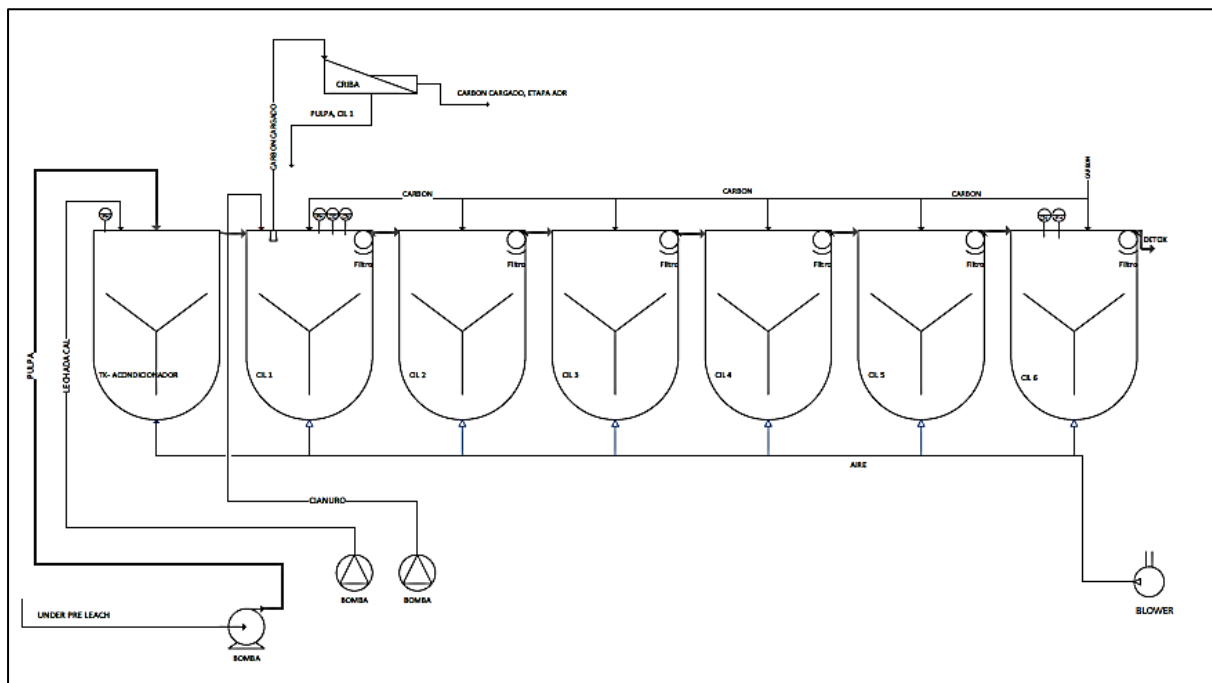 CRIBA
CARBON CARGADO, ETAPA ADR
CARBON CARGADO
PULPA, CIL 1
CARBON
CARBON
CARBON
CARBON
DETOX
Filtro
Filtro
Filtro
Filtro
Filtro
Filtro
PULPA
LECHADA CAL
TK- ACONDICIONADOR
CIL 1
CIL 2
CIL 3
CIL 4
CIL 5
CIL 6
AIRE
CIANURO
BOMBA
BOMBA
UNDER PRE LEACH
BOMBA
BLOWER